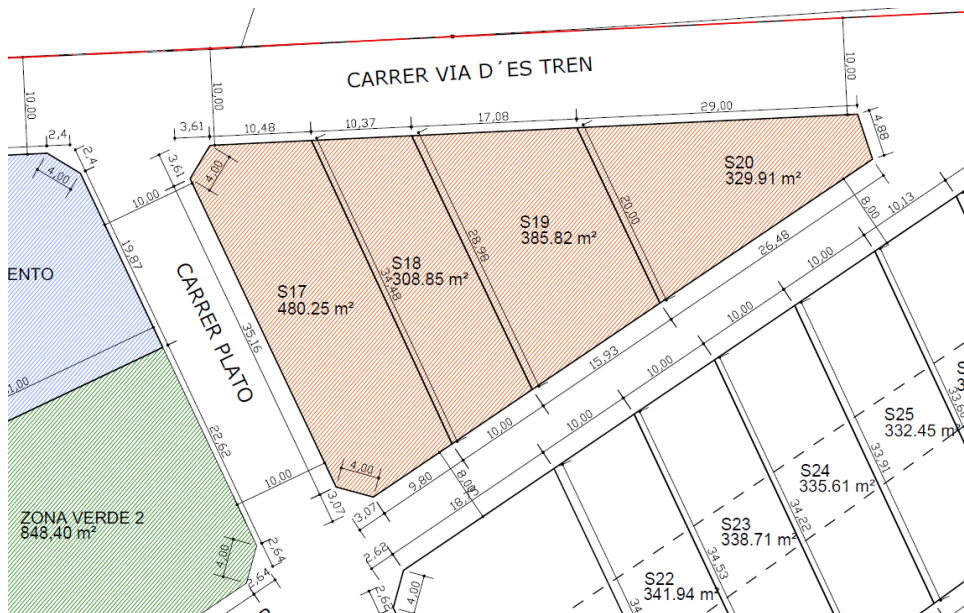 CARRER VIA D´ES TREN
10,00
10,00
10,00
2,4
2,4
4,00
3,61
3,61
4,00
10,48
10,37
17,08
29,00
4,88
S20
329.91 m²
S19
385.82 m²
S18
308.85 m²
S17
480.25 m²
20,00
28,98
34,48
35,16
10,00
19,87
ENTO
CARRER PLATO
26,48
8,00
10,13
10,00
10,00
15,93
10,00
10,00
10,00
9,80
8,00
4,00
3,07
3,07
10,00
22,62
ZONA VERDE 2
848,40 m²
4,00
2,64
2,64
2,62
2,62
4,00
S22
341.94 m²
34,53
S23
338.71 m²
34,22
S24
335.61 m²
33,91
S25
332.45 m²
33,60